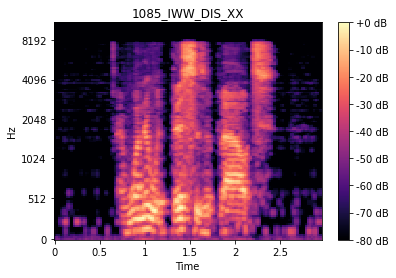 1085_IWW_DIS_XX
8192
4096
2048
1024
512
0
Hz
0 0.5 1 1.5 2 2.5
Time
+0 dB
-10 dB
-20 dB
-30 dB
-40 dB
-50 dB
-60 dB
-70 dB
-80 dB